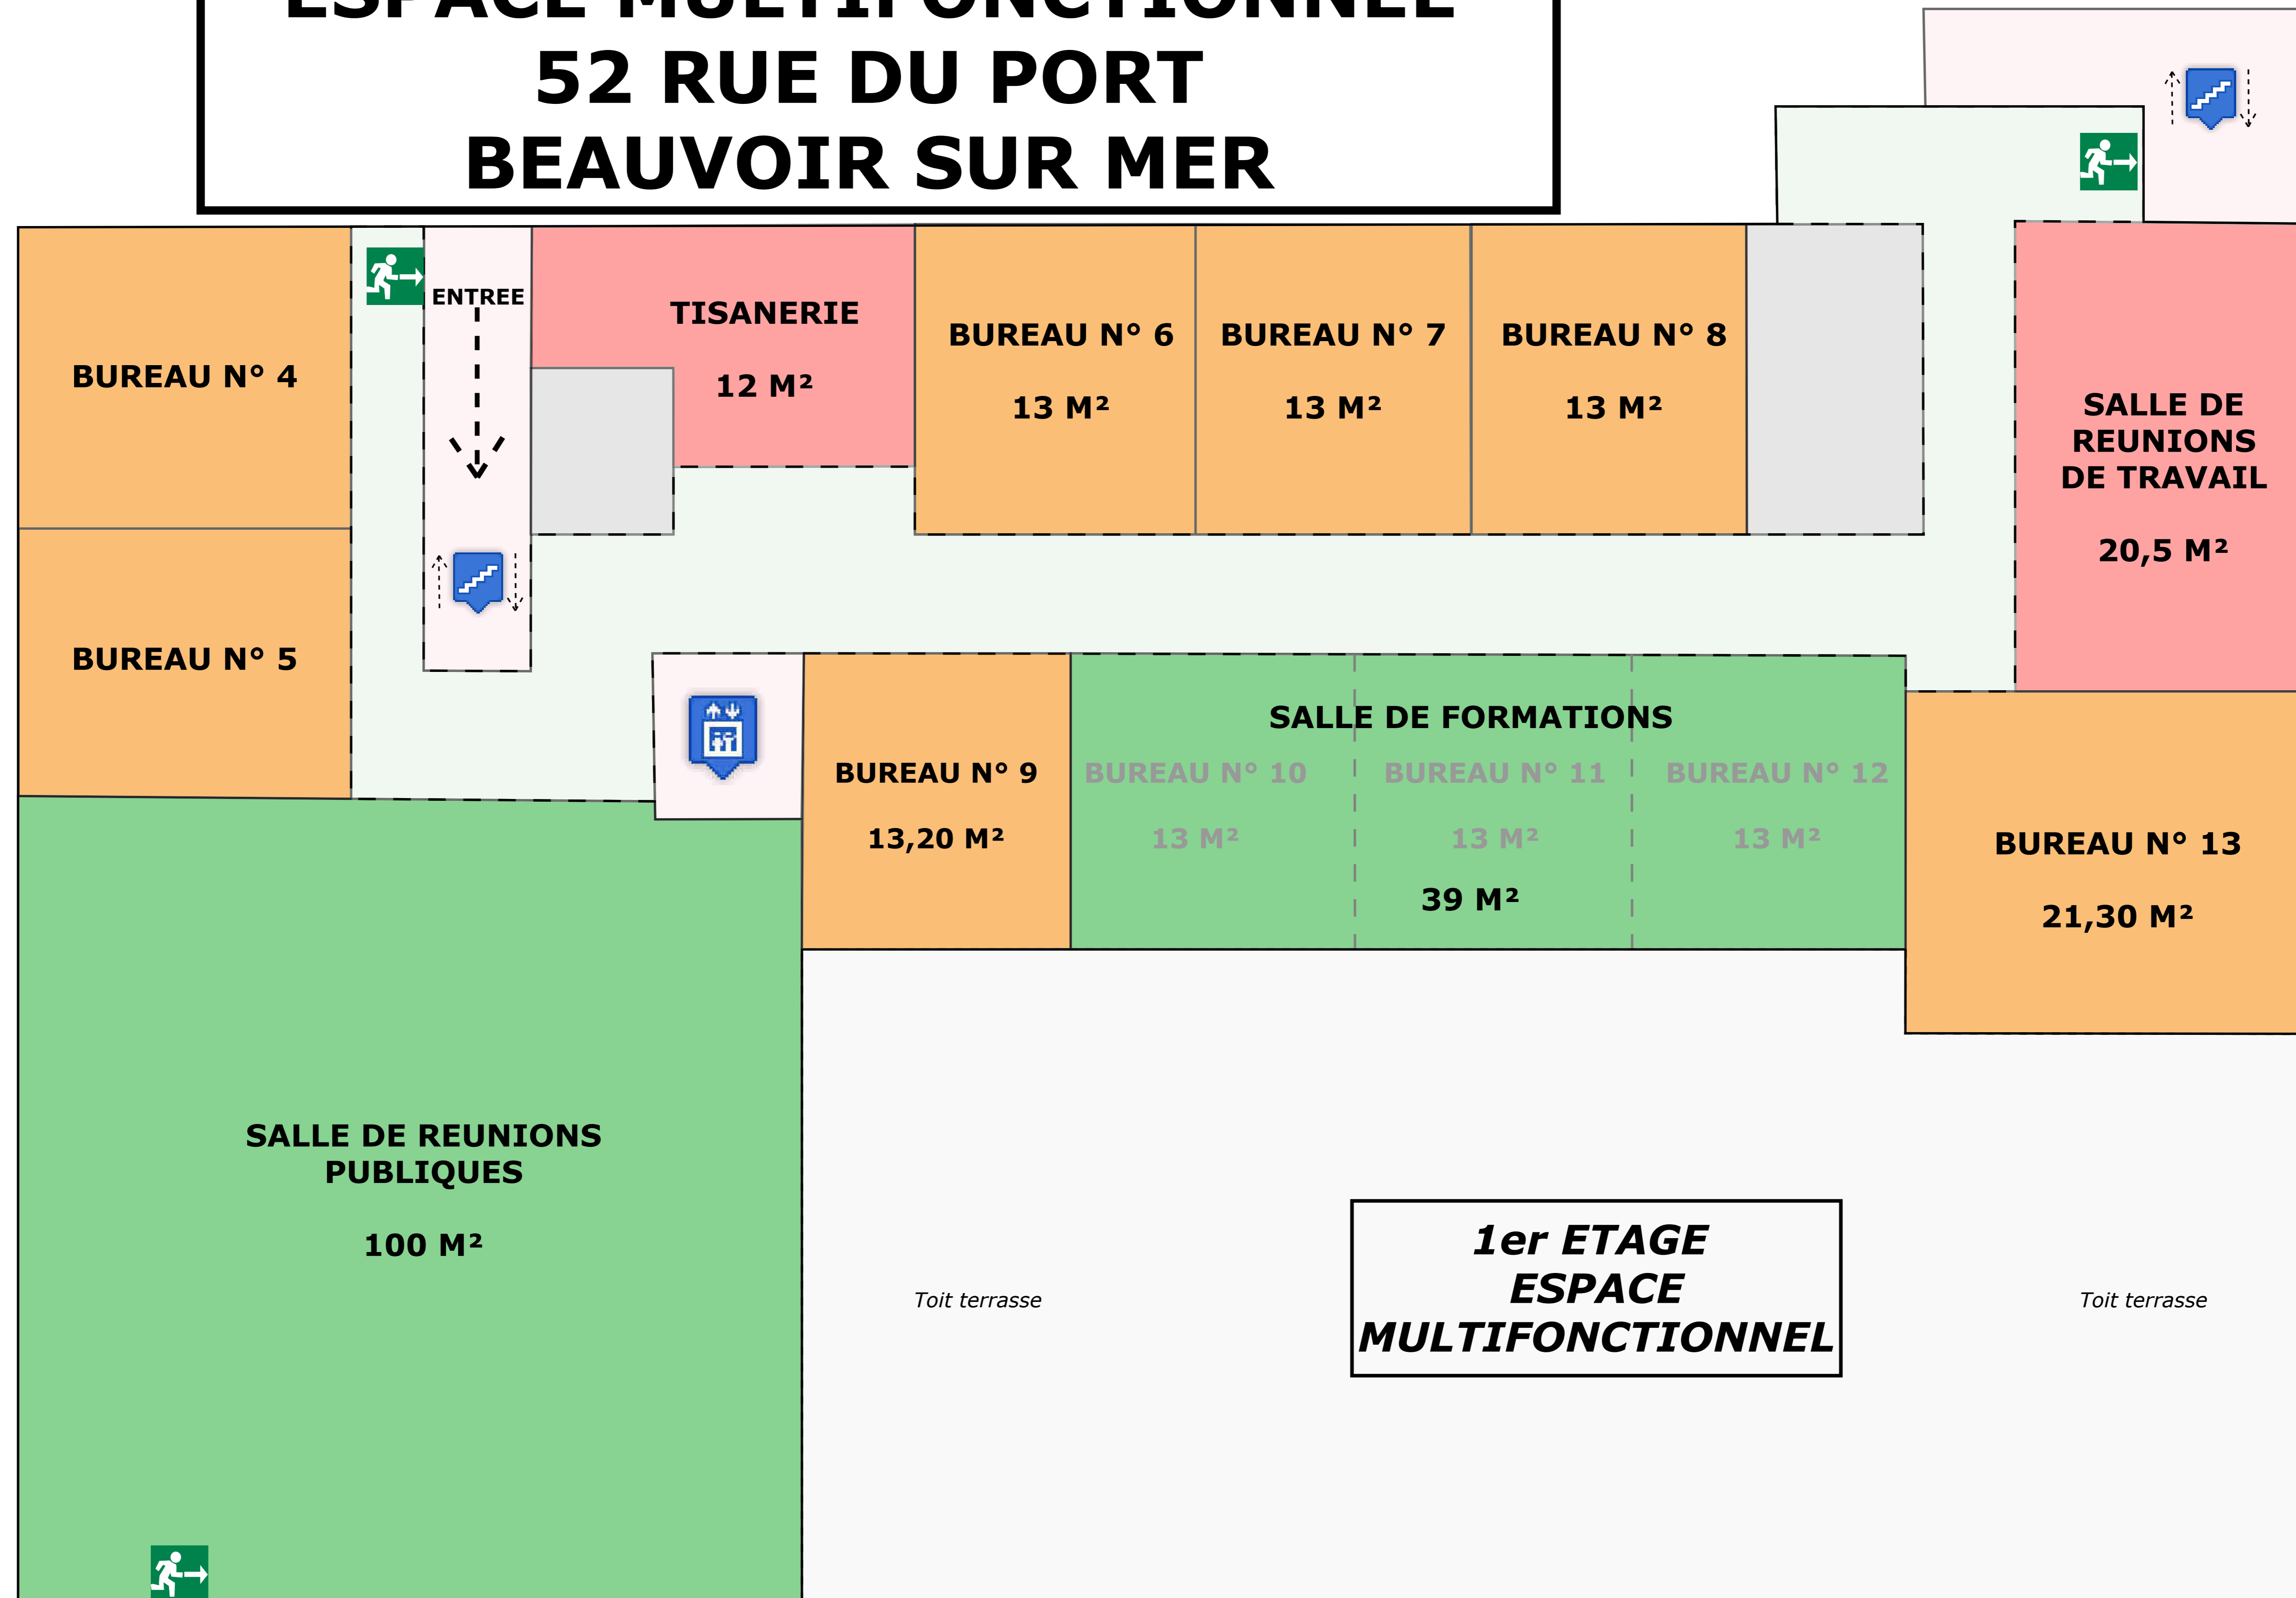 ESPACE MULTIFONCTIONNEL
52 RUE DU PORT
BEAUVOIR SUR MER
BUREAU N° 4
BUREAU N° 5
ENTREE
TISANERIE
12 M²
BUREAU N° 6
13 M²
BUREAU N° 7
13 M²
BUREAU N° 8
13 M²
SALLE DE
REUNIONS
DE TRAVAIL
20,5 M²
BUREAU N° 9
13,20 M²
SALLE DE FORMATIONS
BUREAU N° 10
13 M²
BUREAU N° 11
13 M²
BUREAU N° 12
13 M²
39 M²
BUREAU N° 13
21,30 M²
SALLE DE REUNIONS
PUBLIQUES
100 M²
Toit terrasse
1er ETAGE
ESPACE
MULTIFONCTIONNEL
Toit terrasse